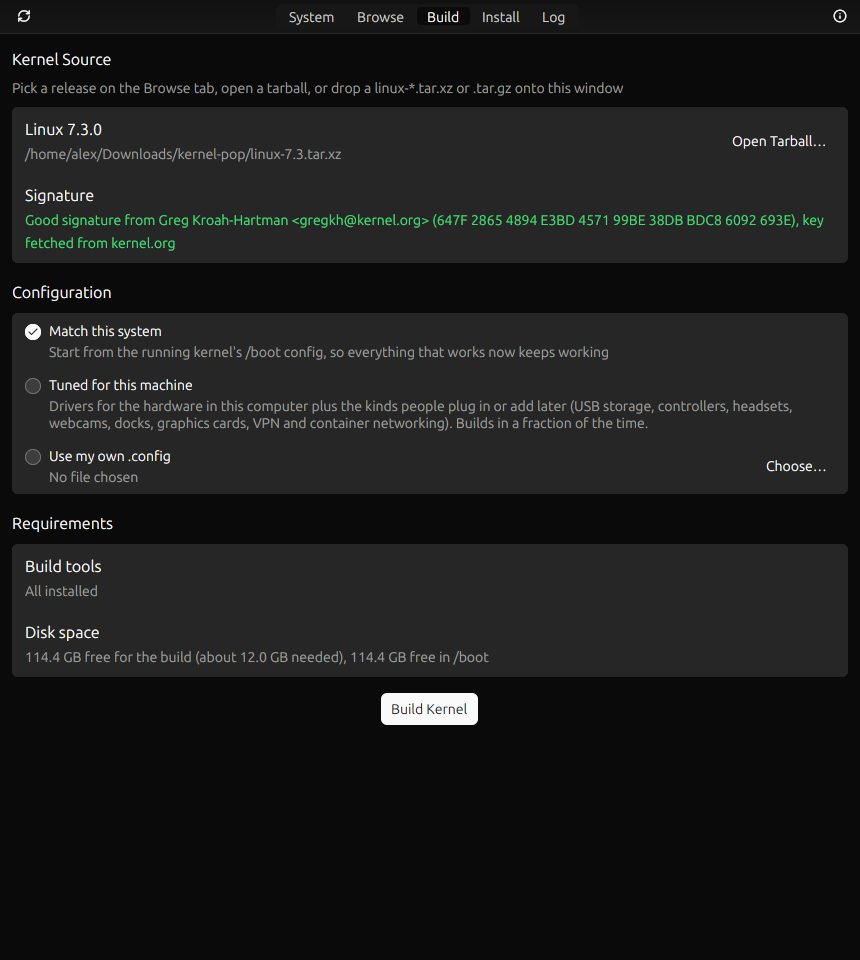 System Browse Build Install Log
Kernel Source
Pick a release on the Browse tab, open a tarball, or drop a linux-*.tar.xz or .tar.gz onto this window
Linux 7.3.0
/home/alex/Downloads/kernel-pop/linux-7.3.tar.xz
Open Tarball...
Signature
Good signature from Greg Kroah-Hartman <gregkh@kernel.org> (647F 2865 4894 E3BD 4571 99BE 38DB BDC8 6092 693E), key
fetched from kernel.org
Configuration
Match this system
Start from the running kernel's /boot config, so everything that works now keeps working
Tuned for this machine
Drivers for the hardware in this computer plus the kinds people plug in or add later (USB storage, controllers, headsets,
webcams, docks, graphics cards, VPN and container networking). Builds in a fraction of the time.
Use my own .config
No file chosen
Choose...
Requirements
Build tools
All installed
Disk space
114.4 GB free for the build (about 12.0 GB needed), 114.4 GB free in /boot
Build Kernel